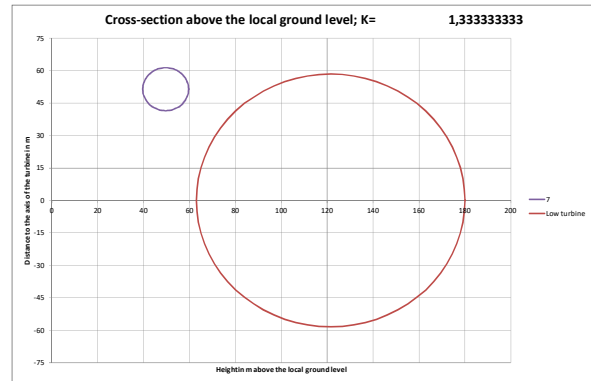 Cross-section above the local ground level; K= 1,333333333
75
60
45
30
15
0
-15
-30
-45
-60
-75
0 20 40 60 80 100 120 140 160 180 200
Distance to the axis of the turbine in m
Heightin m above the local ground level
7
Low turbine